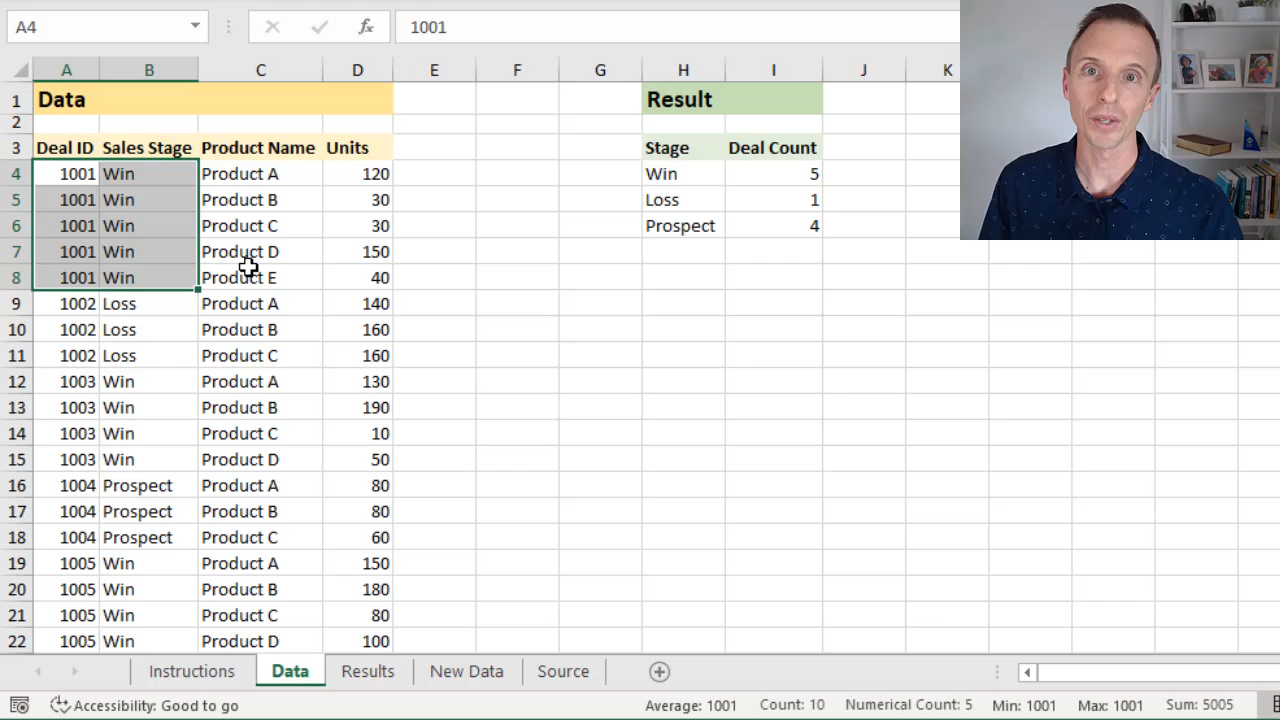 A4 fx 1001
A B C D E F G H I J K
1 Data Result
2
3 Deal ID Sales Stage Product Name Units Stage Deal Count
4 1001 Win Product A 120 Win 5
5 1001 Win Product B 30 Loss 1
6 1001 Win Product C 30 Prospect 4
7 1001 Win Product D 150
8 1001 Win Product E 40
9 1002 Loss Product A 140
10 1002 Loss Product B 160
11 1002 Loss Product C 160
12 1003 Win Product A 130
13 1003 Win Product B 190
14 1003 Win Product C 10
15 1003 Win Product D 50
16 1004 Prospect Product A 80
17 1004 Prospect Product B 80
18 1004 Prospect Product C 60
19 1005 Win Product A 150
20 1005 Win Product B 180
21 1005 Win Product C 80
22 1005 Win Product D 100
Instructions Data Results New Data Source
Accessibility: Good to go Average: 1001 Count: 10 Numerical Count: 5 Min: 1001 Max: 1001 Sum: 5005